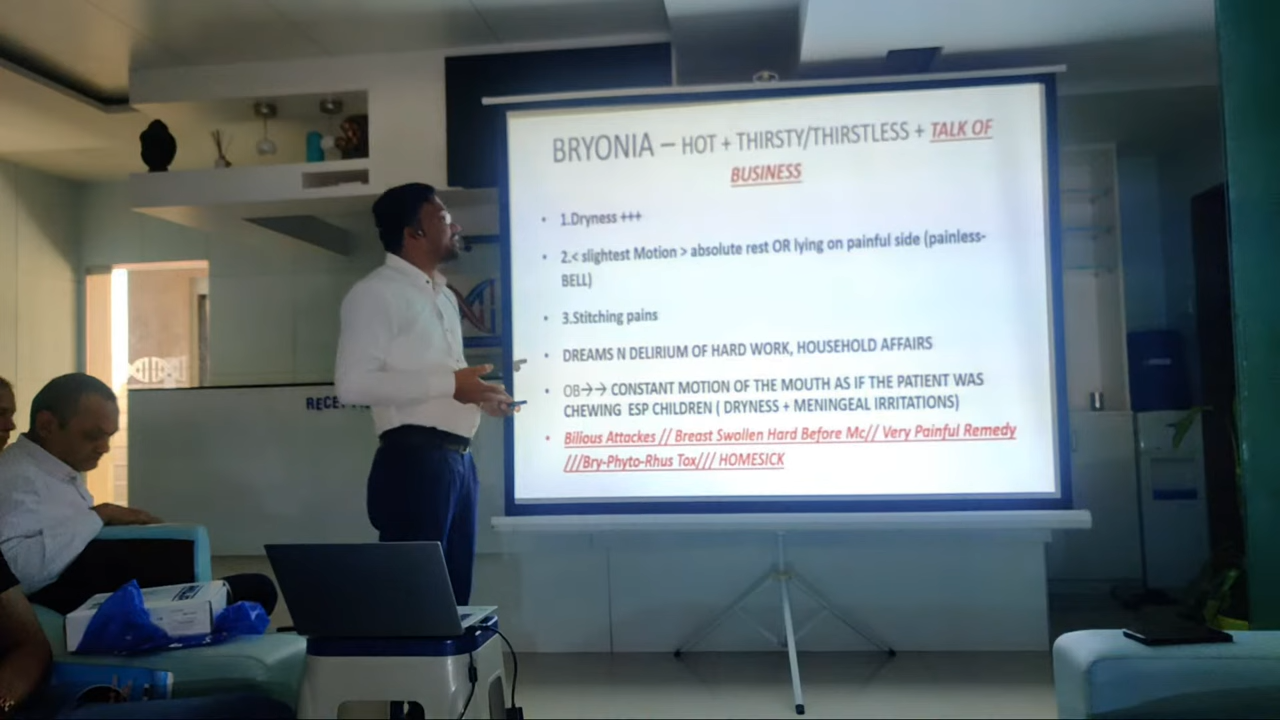 BRYONIA – HOT + THIRSTY/THIRSTLESS + TALK OF
BUSINESS
• 1.Dryness +++
• 2.< slightest Motion > absolute rest OR lying on painful side (painless-
BELL)
• 3.Stitching pains
• DREAMS N DELIRIUM OF HARD WORK, HOUSEHOLD AFFAIRS
• OB→→ CONSTANT MOTION OF THE MOUTH AS IF THE PATIENT WAS
CHEWING ESP CHILDREN ( DRYNESS + MENINGEAL IRRITATIONS)
• Bilious Attackes // Breast Swollen Hard Before Mc// Very Painful Remedy
///Bry-Phyto-Rhus Tox/// HOMESICK